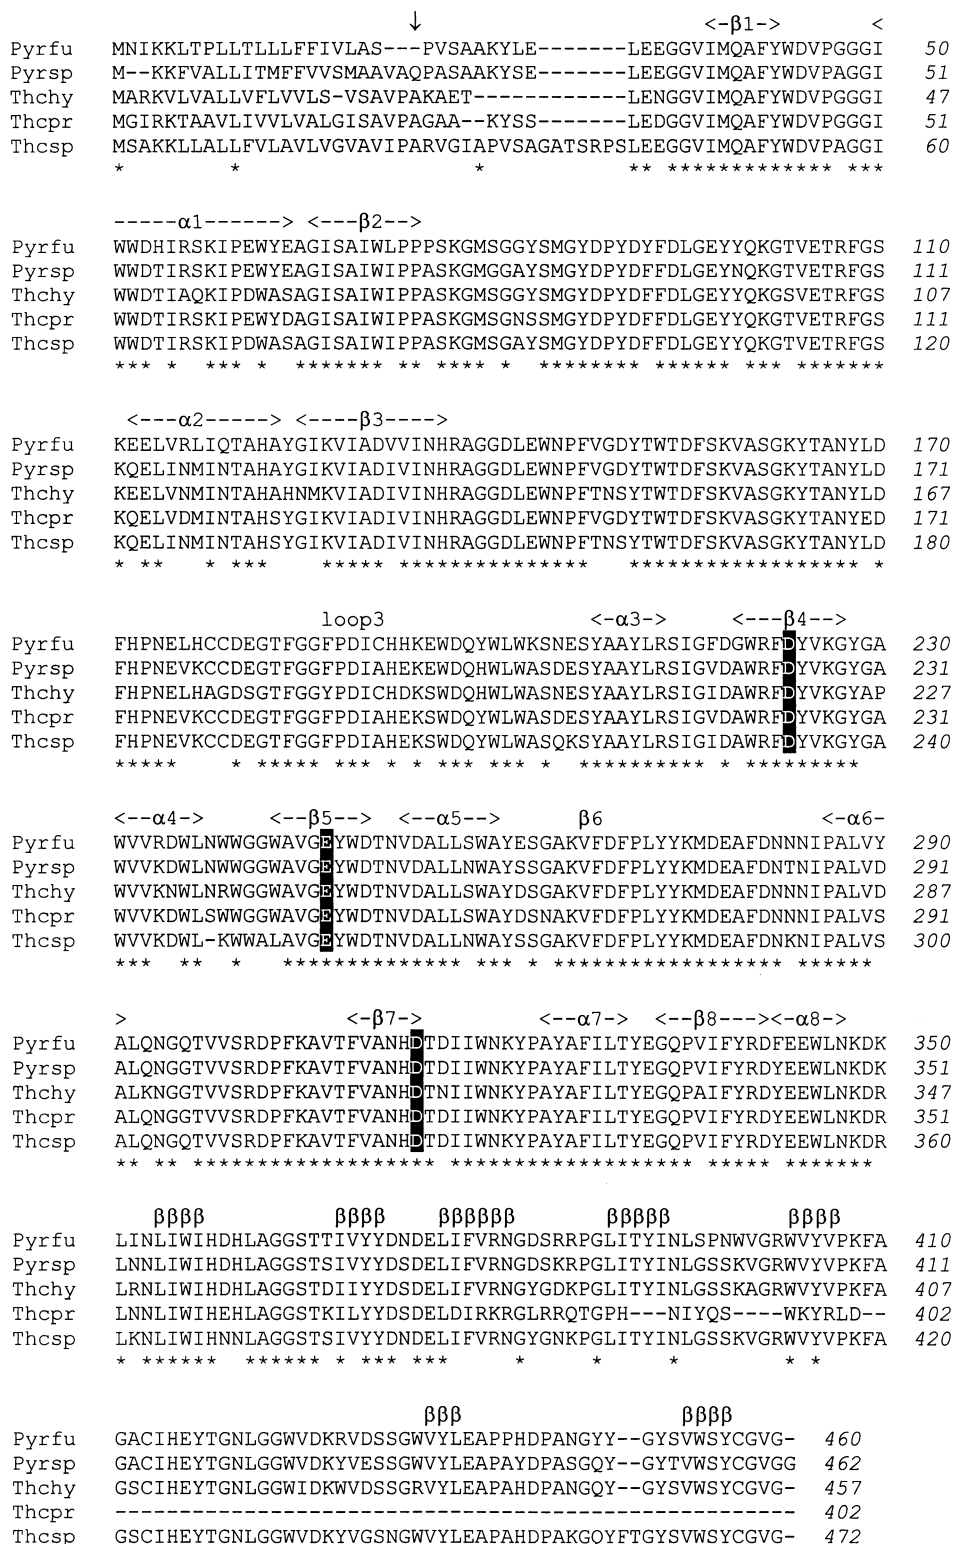 ↓ <-β1-> <
Pyrfu MNIKKLTPLLTLLLFFIVLAS---PVSAAKYLE-------LEEGGVIMQAFYWDVPGGGI 50
Pyrsp M--KKFVALLITMFFVVSMAAVAQPASAAKYSE-------LEEGGVIMQAFYWDVPAGGI 51
Thchy MARKVLVALLVFLVVLS-VSAVPAKAET------------LENGGVIMQAFYWDVPGGGI 47
Thcpr MGIRKTAAVLIVVLVALGISAVPAGAA-KYSS-------LEDGGVIMQAFYWDVPAGGI 51
Thcsp MSAKKLLALLFVLAVLVGVAVIPARVGIAPVSAGATSRPSLEEGGVIMQAFYWDVPAGGI 60
* * * ** ************* ***
-----α1------> <---β2-->
Pyrfu WWDHIRSKIPEWYEAGISAIWLPPPSKGMSGGYSMGYDPYDYFDLGEYYQKGTVETRFGS 110
Pyrsp WWDTIRSKIPEWYEAGISAIWIPPASKGMGGAYSMGYDPYDFFDLGEYNQKGTVETRFGS 111
Thchy WWDTIAQKIPDWASAGISAIWIPPASKGMSGGYSMGYDPYDFFDLGEYYQKGSVETRFGS 107
Thcpr WWDTIRSKIPEWYDAGISAIWIPPASKGMSGNSSMGYDPYDFFDLGEYYQKGTVETRFGS 111
Thcsp WWDTIRSKIPDWASAGISAIWIPPASKGMSGAYSMGYDPYDFFDLGEYYQKGTVETRFGS 120
*** * *** * ******* ** **** * ******** ****** *** *******
<---α2-----> <----β3---->
Pyrfu KEELVRLIQTAHAYGIKVIADVVINHRAGGDLEWNPFVGDYTWTDFSKVASGKYTANYLD 170
Pyrsp KQELINMINTAHAYGIKVIADIVINHRAGGDLEWNPFVGDYTWTDFSKVASGKYTANYLD 171
Thchy KEELVNMINTAHAHNMKVIADIVINHRAGGDLEWNPFTNSYTWTDFSKVASGKYTANYLD 167
Thcpr KQELVDMINTAHSYGIKVIADIVINHRAGGDLEWNPFVGDYTWTDFSKVASGKYTANYED 171
Thcsp KQELINMINTAHSYGIKVIADIVINHRAGGDLEWNPFTNSYTWTDFSKVASGKYTANYLD 180
* ** * *** ****** *************** ****************** *
loop3 <-α3-> <---β4-->
Pyrfu FHPNELHCCDEGTFGGFPDICHHKEWDQYWLWKSNESYAAYLRSIGFDGWRFDYVKGYGA 230
Pyrsp FHPNEVKCCDEGTFGGFPDIAHEKSWDQHWLWASDESYAAYLRSIGVDAWRFDYVKGYGA 231
Thchy FHPNELHAGDSGTFGGYPDICHDKSWDQHWLWASNESYAAYLRSIGIDAWRFDYVKGYAP 227
Thcpr FHPNEVKCCDEGTFGGFPDIAHEKSWDQYWLWASDESYAAYLRSIGVDAWRFDYVKGYGA 231
Thcsp FHPNEVKCCDEGTFGGFPDIAHEKSWDQYWLWASQKSYAAYLRSIGIDAWRFDYVKGYGA 240
***** * ***** *** * * *** *** * ********** * *********
<--α4-> <--β5--> <--α5--> β6 <-α6-
Pyrfu WVVRDWLNWWGGWAVGEYWDTNVDALLSWAYESGAKVFDFPLYYKMDEAFDNNNIPALVY 290
Pyrsp WVVKDWLNWWGGWAVGEYWDTNVDALLNWAYSSGAKVFDFPLYYKMDEAFDNTNIPALVD 291
Thchy WVVKNWLNRWGGWAVGEYWDTNVDALLSWAYDSGAKVFDFPLYYKMDEAFDNNNIPALVD 287
Thcpr WVVKDWLSWWGGWAVGEYWDTNVDALLSWAYDSNAKVFDFPLYYKMDEAFDNNNIPALVS 291
Thcsp WVVKDWL-KWWALAVGEYWDTNVDALLNWAYSSGAKVFDFPLYYKMDEAFDNKNIPALVS 300
*** ** * ************** *** * ****************** ******
> <-β7-> <--α7-> <--β8---><-α8-->
Pyrfu ALQNGQTVVSRDPFKAVTFVANHDTDIIWNKYPAYAFILTYEGQPVIFYRDFEEWLNKDK 350
Pyrsp ALQNGGTVVSRDPFKAVTFVANHDTDIIWNKYPAYAFILTYEGQPVIFYRDYEEWLNKDK 351
Thchy ALKNGGTVVSRDPFKAVTFVANHDTNIIWNKYPAYAFILTYEGQPAIFYRDYEEWLNKDR 347
Thcpr ALQNGGTVVSRDPFKAVTFVANHDTDIIWNKYPAYAFILTYEGQPVIFYRDYEEWLNKDR 351
Thcsp ALQNGQTVVSRDPFKAVTFVANHDTDIIWNKYPAYAFILTYEGQPVIFYRDYEEWLNKDR 360
** ** ******************* ******************* ***** *******
ββββ ββββ ββββββ βββββ ββββ
Pyrfu LINLIWIHDHLAGGSTTIVYYDNDELIFVRNGDSRRPGLITYINLSPNWVGRWVYVPKFA 410
Pyrsp LNNLIWIHDHLAGGSTSIVYYDSDELIFVRNGDSKRPGLITYINLGSSKVGRWVYVPKFA 411
Thchy LRNLIWIHDHLAGGSTDIIYYDSDELIFVRNGYGDKPGLITYINLGSSKAGRWVYVPKFA 407
Thcpr LNNLIWIHEHLAGGSTKILYYDSDELDIRKRGLRRQTGPH---NIYQS----WKYRLD-- 402
Thcsp LKNLIWIHNNLAGGSTSIVYYDNDELIFVRNGYGNKPGLITYINLGSSKVGRWVYVPKFA 420
* ****** ******* * *** *** * * * * *
βββ ββββ
Pyrfu GACIHEYTGNLGGWVDKRVDSSGWVYLEAPPHDPANGYY--GYSVWSYCGVG- 460
Pyrsp GACIHEYTGNLGGWVDKYVESSGWVYLEAPAYDPASGQY--GYTVWSYCGVGG 462
Thchy GSCIHEYTGNLGGWIDKWVDSSGRVYLEAPAHDPANGQY--GYSVWSYCGVG- 457
Thcpr ----------------------------------------------------- 402
Thcsp GSCIHEYTGNLGGWVDKYVGSNGWVYLEAPAHDPAKGQYFTGYSVWSYCGVG- 472